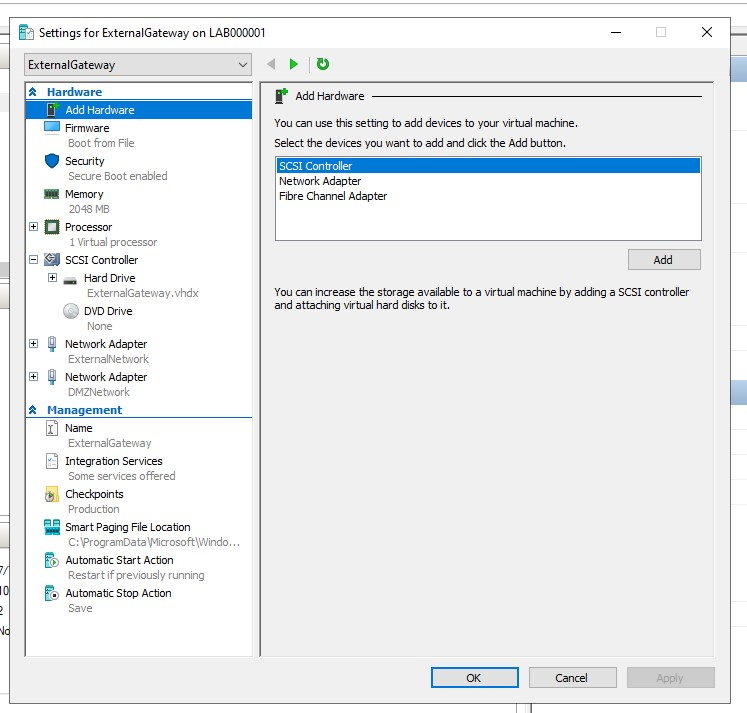 Settings for ExternalGateway on LAB000001
ExternalGateway
Hardware
Add Hardware
Firmware
Boot from File
Security
Secure Boot enabled
Memory
2048 MB
Processor
1 Virtual processor
SCSI Controller
Hard Drive
ExternalGateway.vhdx
DVD Drive
None
Network Adapter
ExternalNetwork
Network Adapter
DMZNetwork
Management
Name
ExternalGateway
Integration Services
Some services offered
Checkpoints
Production
Smart Paging File Location
C:\ProgramData\Microsoft\Windo...
Automatic Start Action
Restart if previously running
Automatic Stop Action
Save
Add Hardware
You can use this setting to add devices to your virtual machine.
Select the devices you want to add and click the Add button.
SCSI Controller
Network Adapter
Fibre Channel Adapter
Add
You can increase the storage available to a virtual machine by adding a SCSI controller
and attaching virtual hard disks to it.
OK
Cancel
Apply
7/
10
2
No